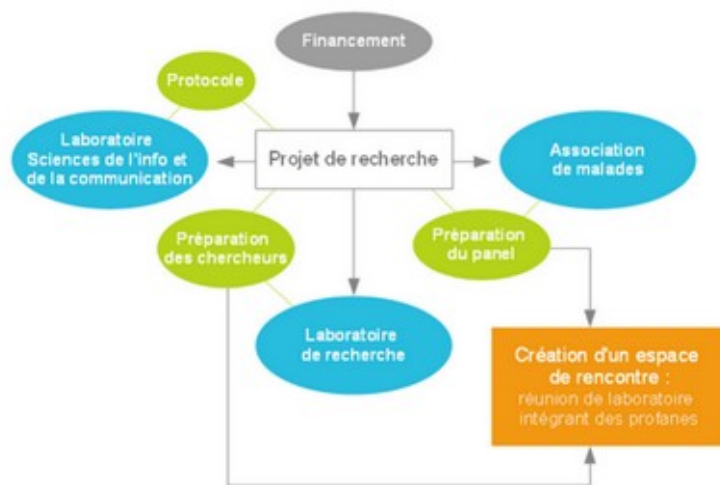 Financement
Protocole
Laboratoire
Sciences de l'info et
de la communication
Projet de recherche
Association
de malades
Préparation
des chercheurs
Préparation
du panel
Laboratoire
de recherche
Création d'un espace
de rencontre :
réunion de laboratoire
intégrant des profanes